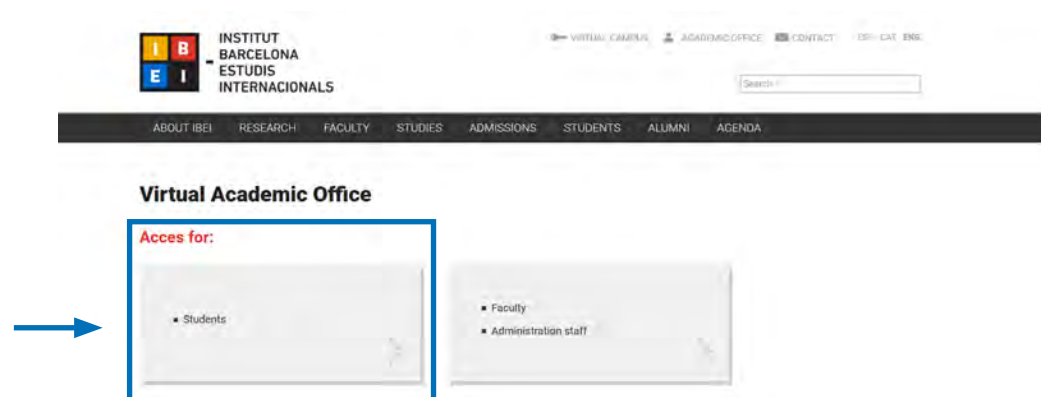 I B
E I
-
INSTITUT
BARCELONA
ESTUDIS
INTERNACIONALS
VIRTUAL CAMPUS ACADEMIC OFFICE CONTACT ESP CAT ENG
Search
ABOUT IBEI RESEARCH FACULTY STUDIES ADMISSIONS STUDENTS ALUMNI AGENDA
Virtual Academic Office
Acces for:
▪ Students
▪ Faculty
▪ Administration staff